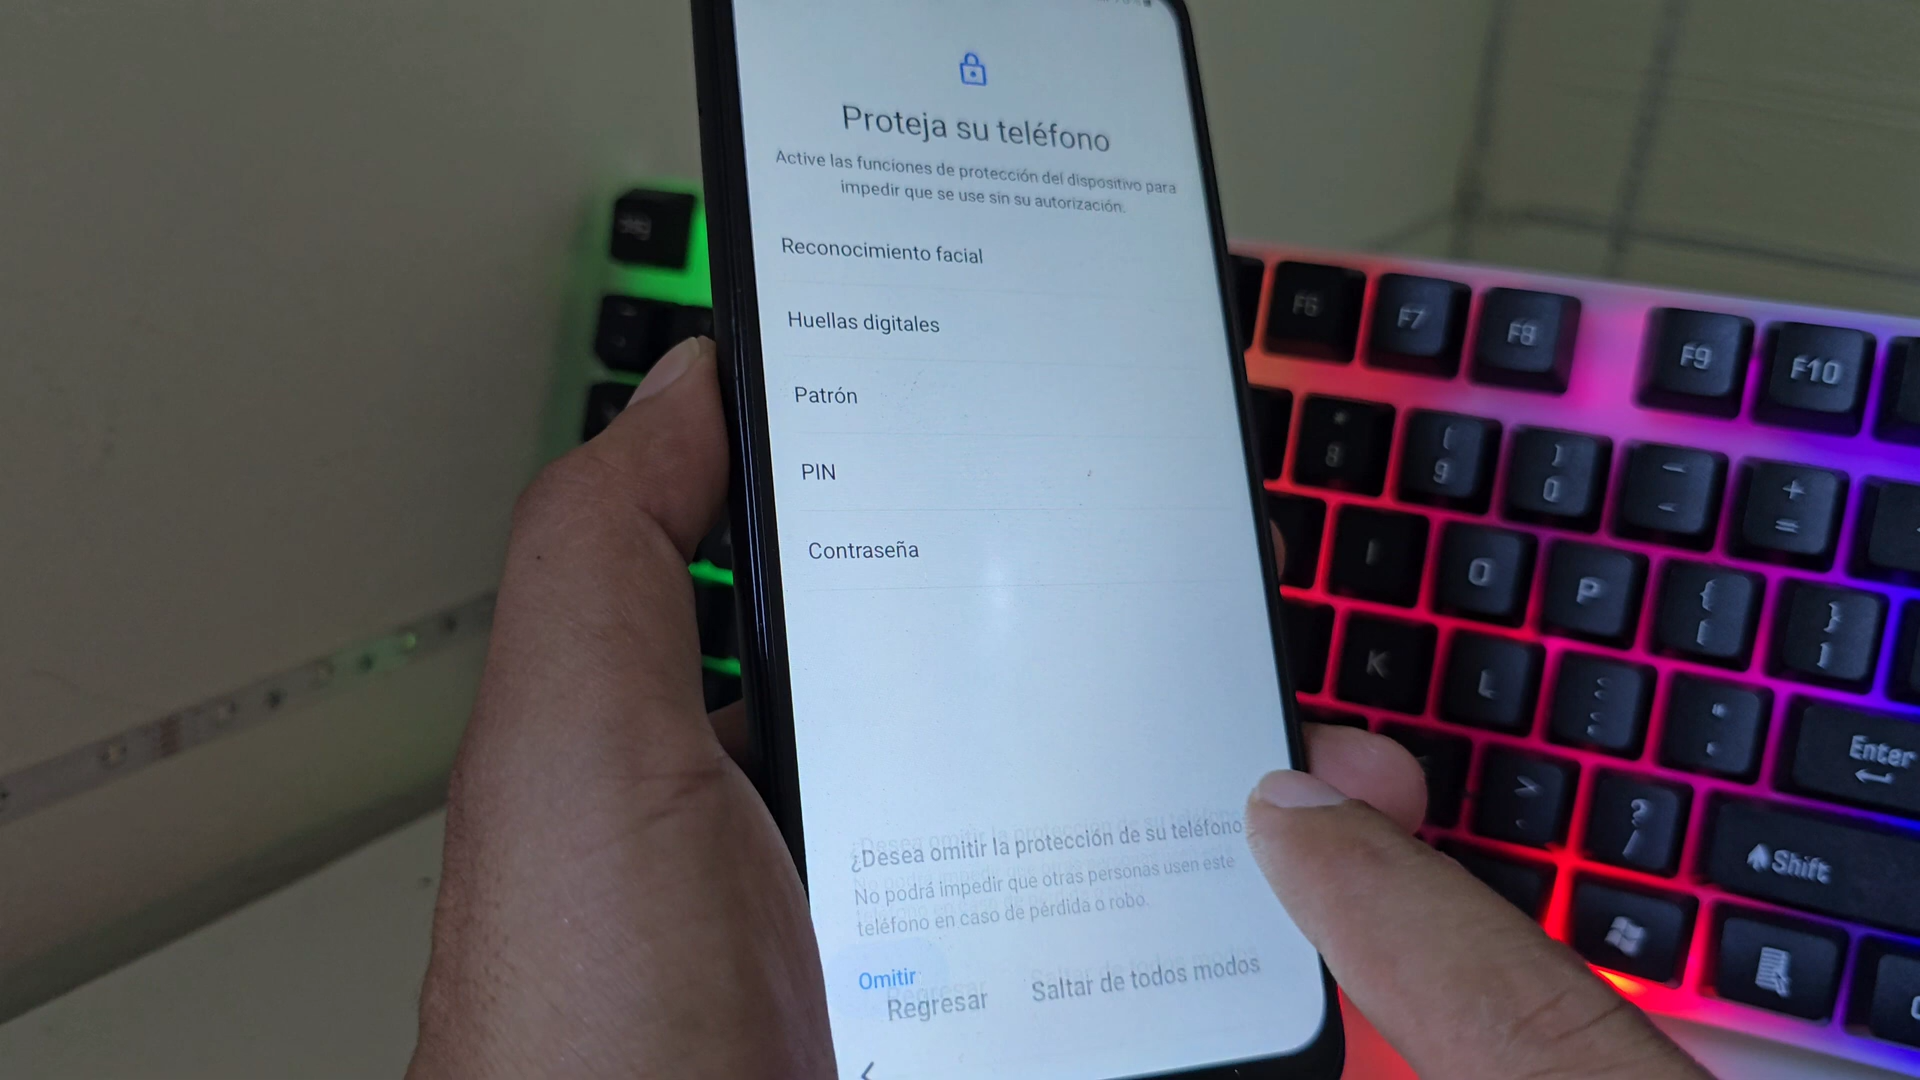 Proteja su teléfono
Active las funciones de protección del dispositivo para
impedir que se use sin su autorización.
Reconocimiento facial
Huellas digitales
Patrón
PIN
Contraseña
¿Desea omitir la protección de su teléfono
No podrá impedir que otras personas usen este
teléfono en caso de pérdida o robo.
Omitir
Regresar
Saltar de todos modos
F6
F7
F8
F9
F10
* 8
( 9
) 0
_ -
+ =
I
O
P
{ [
} ]
K
L
: ;
" '
> .
? /
Enter
Shift